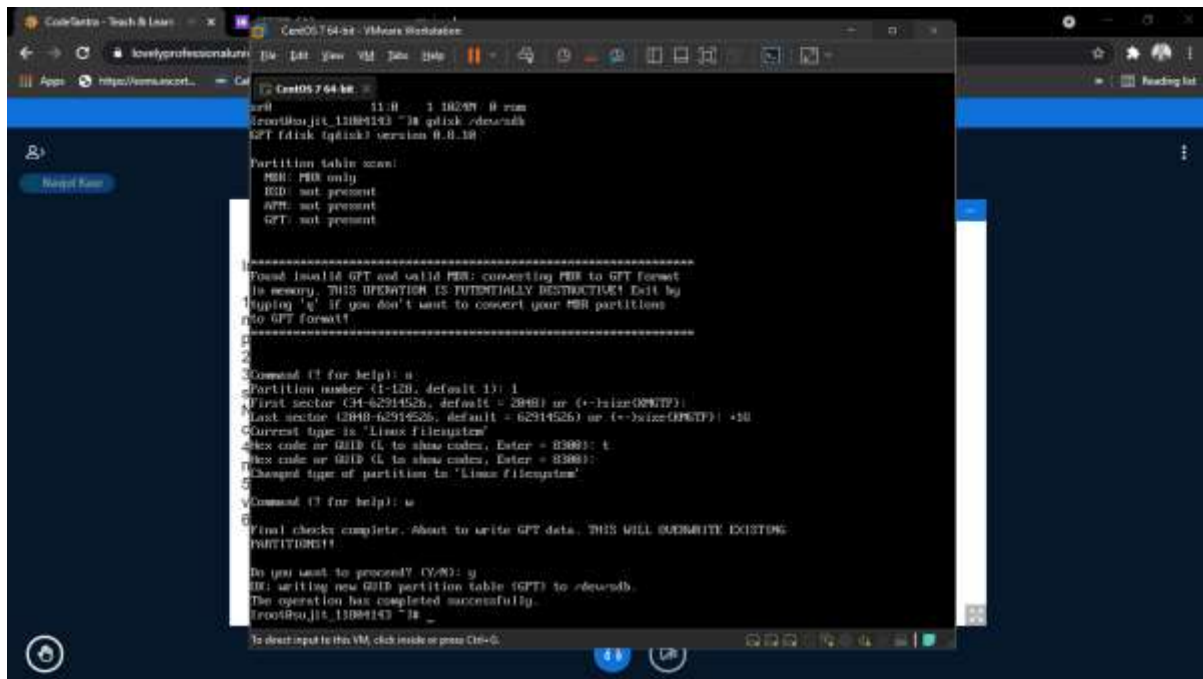 CodeTantra - Teach & Learn
CentOS 7 64-bit - VMware Workstation
File Edit View VM Tabs Help
Apps
Reading list
CentOS 7 64-bit
sr0 11:0 1 1024M 0 rom
[root@sujit_11804143 ~]# gdisk /dev/sdb
GPT fdisk (gdisk) version 0.8.10
Partition table scan:
MBR: MBR only
BSD: not present
APM: not present
GPT: not present
***************************************************************
Found invalid GPT and valid MBR; converting MBR to GPT format
in memory. THIS OPERATION IS POTENTIALLY DESTRUCTIVE! Exit by
typing 'q' if you don't want to convert your MBR partitions
to GPT format!
***************************************************************
Command (? for help): n
Partition number (1-128, default 1): 1
First sector (34-62914526, default = 2048) or {+-}size{KMGTP}:
Last sector (2048-62914526, default = 62914526) or {+-}size{KMGTP}:
Current type is 'Linux filesystem'
Hex code or GUID (L to show codes, Enter = 8300): t
Hex code or GUID (L to show codes, Enter = 8300):
Changed type of partition to 'Linux filesystem'
Command (? for help): w
Final checks complete. About to write GPT data. THIS WILL OVERWRITE EXISTING
PARTITIONS!!
Do you want to proceed? (Y/N): y
OK; writing new GUID partition table (GPT) to /dev/sdb.
The operation has completed successfully.
[root@sujit_11804143 ~]# _
To direct input to this VM, click inside or press Ctrl+G.